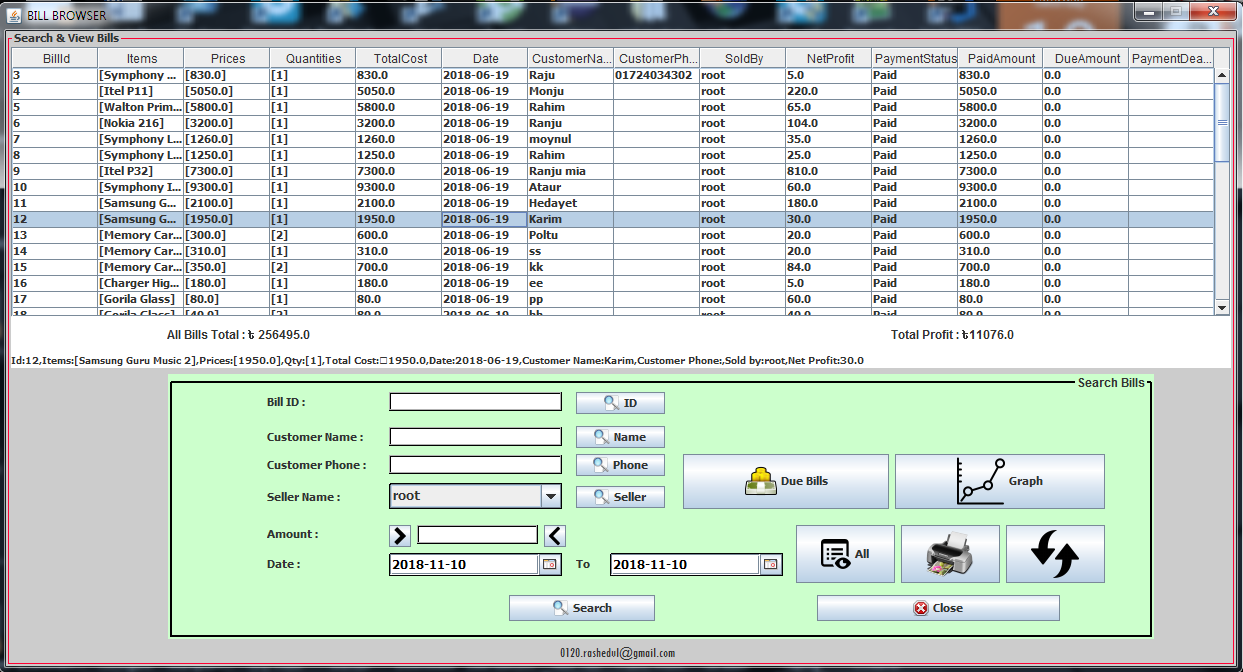 BILL BROWSER
Search & View Bills
BillId Items Prices Quantities TotalCost Date CustomerNa... CustomerPh... SoldBy NetProfit PaymentStatus PaidAmount DueAmount PaymentDea...
3 [Symphony ... [830.0] [1] 830.0 2018-06-19 Raju 01724034302 root 5.0 Paid 830.0 0.0
4 [Itel P11] [5050.0] [1] 5050.0 2018-06-19 Monju root 220.0 Paid 5050.0 0.0
5 [Walton Prim... [5800.0] [1] 5800.0 2018-06-19 Rahim root 65.0 Paid 5800.0 0.0
6 [Nokia 216] [3200.0] [1] 3200.0 2018-06-19 Ranju root 104.0 Paid 3200.0 0.0
7 [Symphony L... [1260.0] [1] 1260.0 2018-06-19 moynul root 35.0 Paid 1260.0 0.0
8 [Symphony L... [1250.0] [1] 1250.0 2018-06-19 Rahim root 25.0 Paid 1250.0 0.0
9 [Itel P32] [7300.0] [1] 7300.0 2018-06-19 Ranju mia root 810.0 Paid 7300.0 0.0
10 [Symphony I... [9300.0] [1] 9300.0 2018-06-19 Ataur root 60.0 Paid 9300.0 0.0
11 [Samsung G... [2100.0] [1] 2100.0 2018-06-19 Hedayet root 180.0 Paid 2100.0 0.0
12 [Samsung G... [1950.0] [1] 1950.0 2018-06-19 Karim root 30.0 Paid 1950.0 0.0
13 [Memory Car... [300.0] [2] 600.0 2018-06-19 Poltu root 20.0 Paid 600.0 0.0
14 [Memory Car... [310.0] [1] 310.0 2018-06-19 ss root 20.0 Paid 310.0 0.0
15 [Memory Car... [350.0] [2] 700.0 2018-06-19 kk root 84.0 Paid 700.0 0.0
16 [Charger Hig... [180.0] [1] 180.0 2018-06-19 ee root 5.0 Paid 180.0 0.0
17 [Gorila Glass] [80.0] [1] 80.0 2018-06-19 pp root 60.0 Paid 80.0 0.0
18 [Gorila Glass] [40.0] [2] 80.0 2018-06-19 hh root 40.0 Paid 80.0 0.0
All Bills Total : ৳ 256495.0 Total Profit : ৳11076.0
Id:12,Items:[Samsung Guru Music 2],Prices:[1950.0],Qty:[1],Total Cost:□1950.0,Date:2018-06-19,Customer Name:Karim,Customer Phone:,Sold by:root,Net Profit:30.0
Search Bills
Bill ID : ID
Customer Name : Name
Customer Phone : Phone
Seller Name : root Seller
Due Bills Graph
Amount :
Date : 2018-11-10 To 2018-11-10
All
Search Close
0120.rashedul@gmail.com